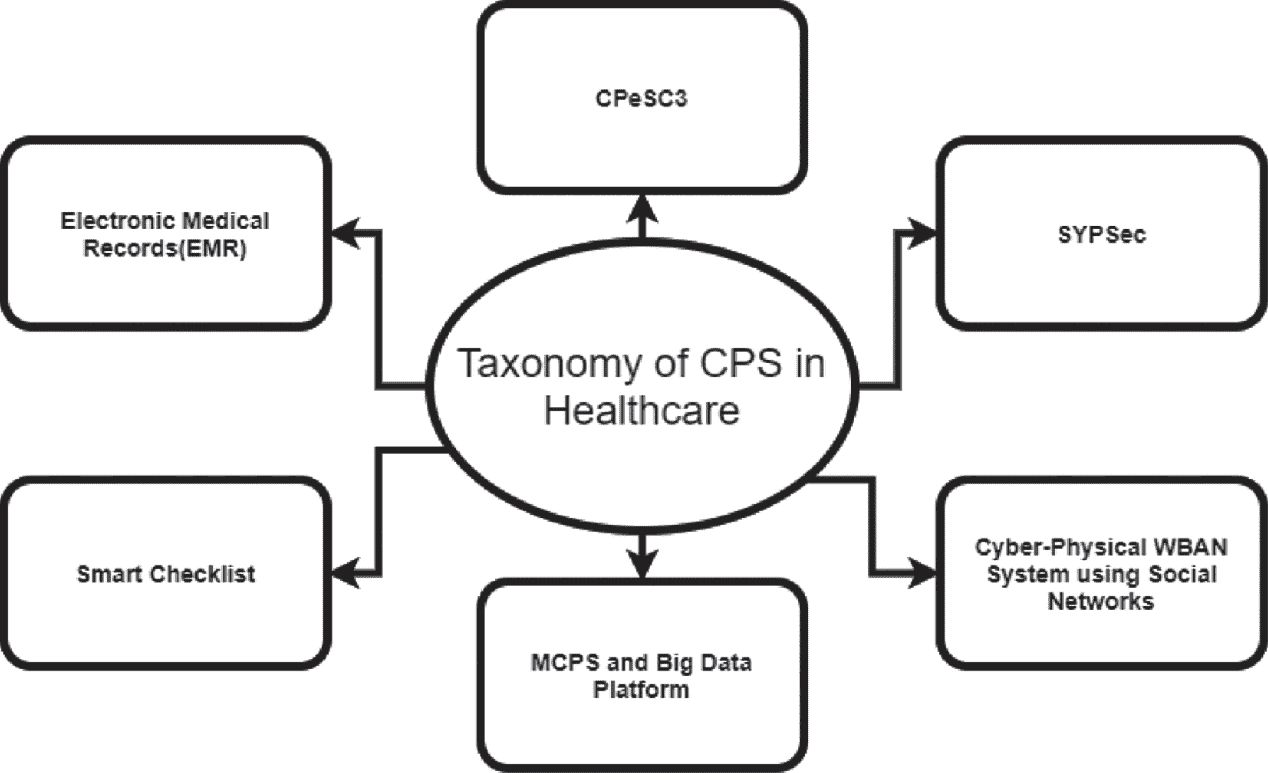 CPeSC3
Electronic Medical
Records(EMR)
SYPSec
Taxonomy of CPS in
Healthcare
Smart Checklist
Cyber-Physical WBAN
System using Social
Networks
MCPS and Big Data
Platform